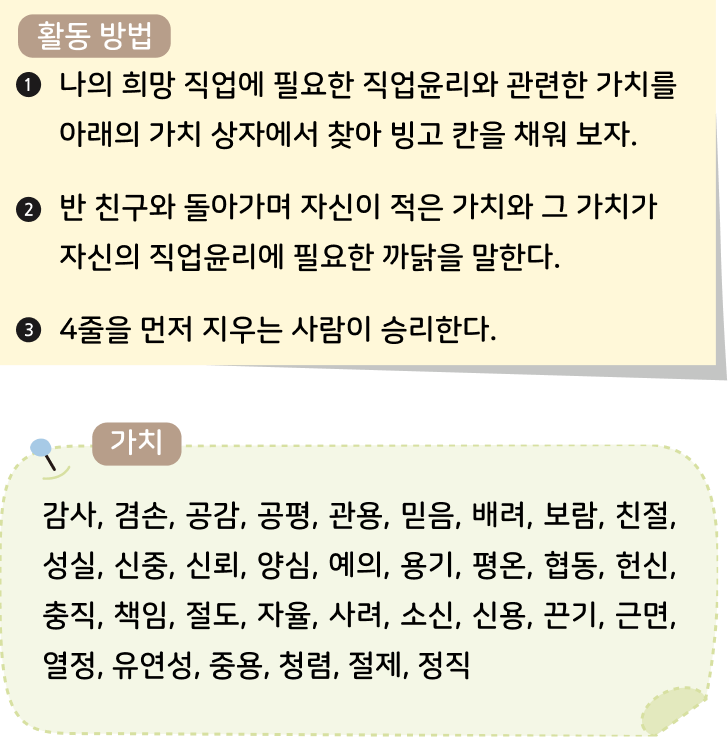 활동 방법
1 나의 희망 직업에 필요한 직업윤리와 관련한 가치를
아래의 가치 상자에서 찾아 빙고 칸을 채워 보자.
2 반 친구와 돌아가며 자신이 적은 가치와 그 가치가
자신의 직업윤리에 필요한 까닭을 말한다.
3 4줄을 먼저 지우는 사람이 승리한다.
가치
감사, 겸손, 공감, 공평, 관용, 믿음, 배려, 보람, 친절,
성실, 신중, 신뢰, 양심, 예의, 용기, 평온, 협동, 헌신,
충직, 책임, 절도, 자율, 사려, 소신, 신용, 끈기, 근면,
열정, 유연성, 중용, 청렴, 절제, 정직